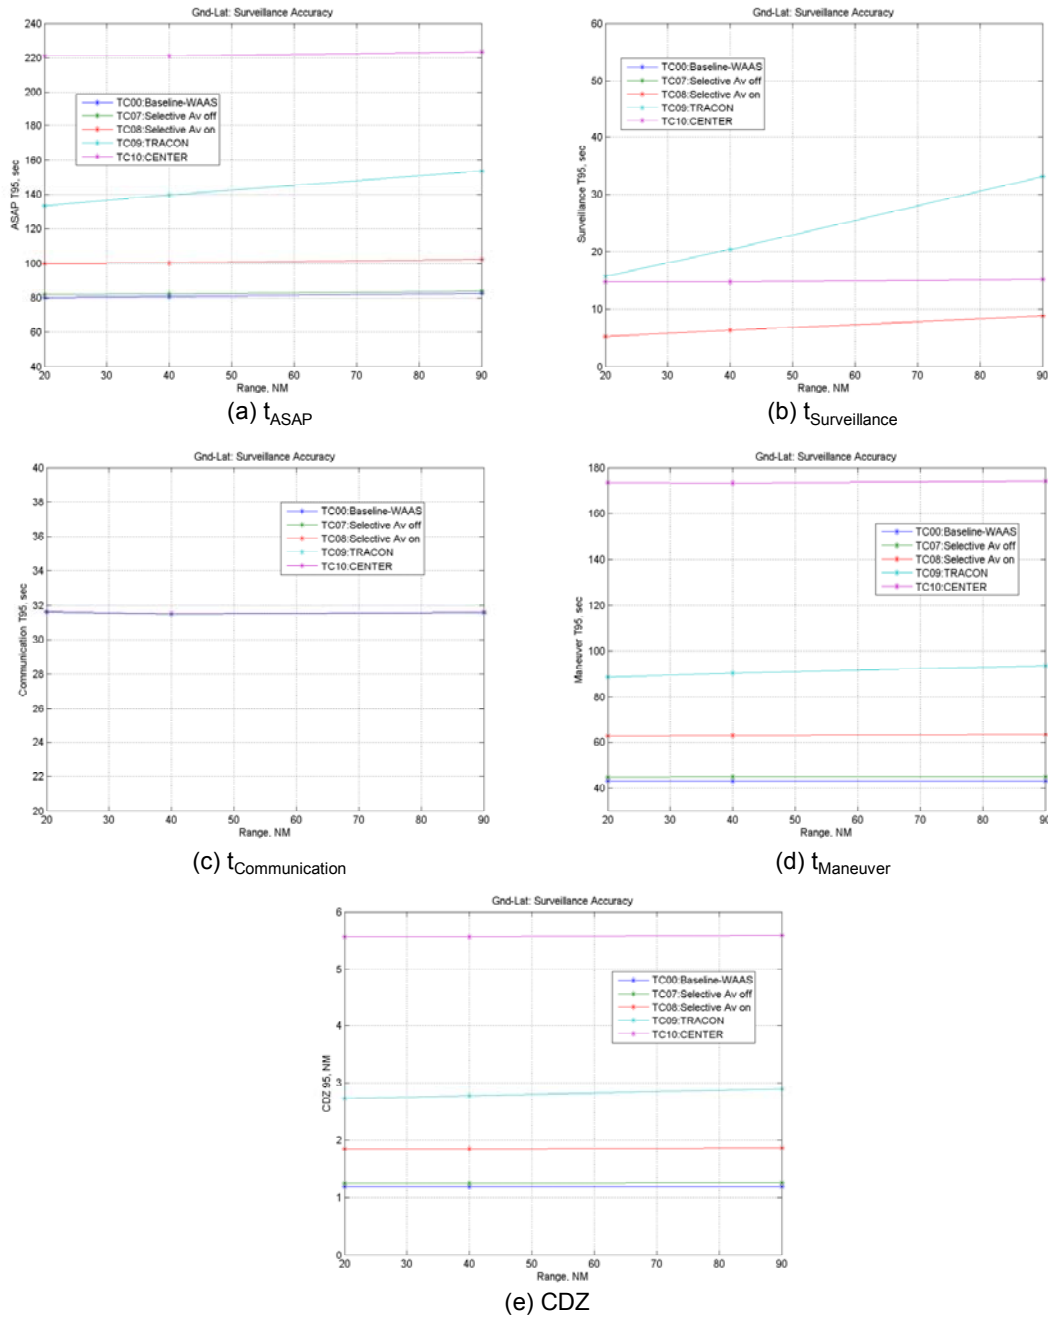 Gnd-Lat: Surveillance Accuracy
240
220
200
180
160
140
120
100
80
60
40
ASAP T95, sec
TC00:Baseline-WAAS
TC07:Selective Av off
TC08:Selective Av on
TC09:TRACON
TC10:CENTER
20 30 40 50 60 70 80 90
Range, NM
(a) tASAP
Gnd-Lat: Surveillance Accuracy
60
50
40
30
20
10
0
Surveillance T95, sec
TC00:Baseline-WAAS
TC07:Selective Av off
TC08:Selective Av on
TC09:TRACON
TC10:CENTER
20 30 40 50 60 70 80 90
Range, NM
(b) tSurveillance
Gnd-Lat: Surveillance Accuracy
40
38
36
34
32
30
28
26
24
22
20
Communication T95, sec
TC00:Baseline-WAAS
TC07:Selective Av off
TC08:Selective Av on
TC09:TRACON
TC10:CENTER
20 30 40 50 60 70 80 90
Range, NM
(c) tCommunication
Gnd-Lat: Surveillance Accuracy
180
160
140
120
100
80
60
40
Maneuver T95, sec
TC00:Baseline-WAAS
TC07:Selective Av off
TC08:Selective Av on
TC09:TRACON
TC10:CENTER
20 30 40 50 60 70 80 90
Range, NM
(d) tManeuver
Gnd-Lat: Surveillance Accuracy
6
5
4
3
2
1
0
CDZ 95, NM
TC00:Baseline-WAAS
TC07:Selective Av off
TC08:Selective Av on
TC09:TRACON
TC10:CENTER
20 30 40 50 60 70 80 90
Range, NM
(e) CDZ